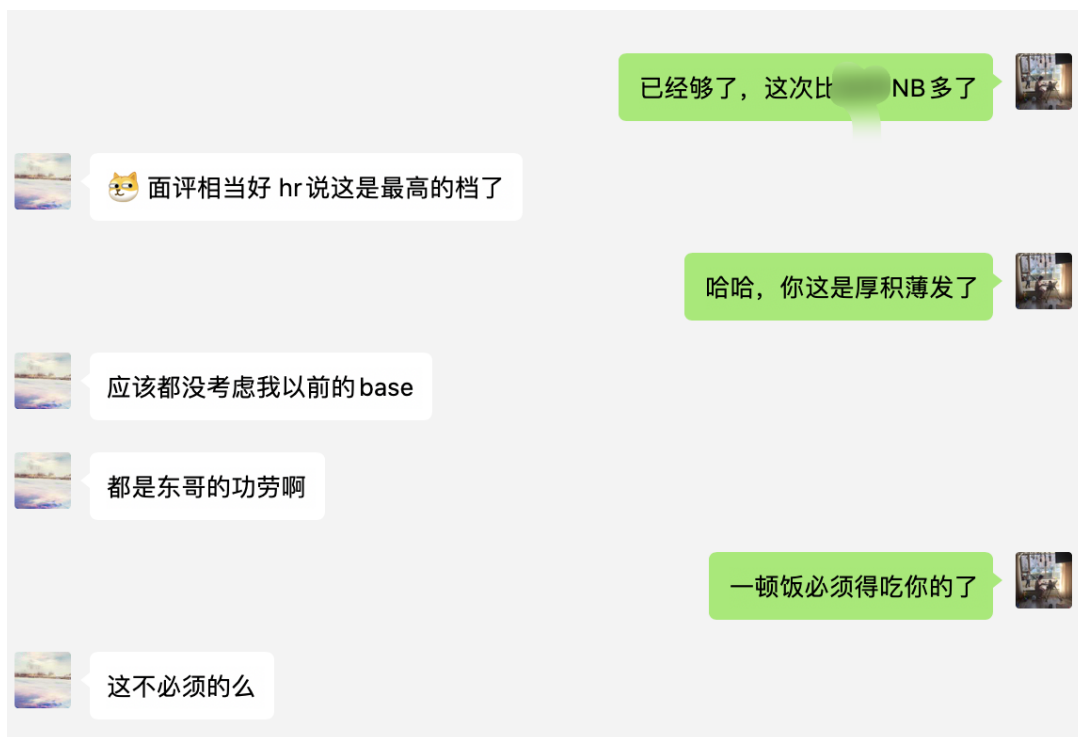 已经够了，这次比NB多了
面评相当好 hr说这是最高的档了
哈哈，你这是厚积薄发了
应该都没考虑我以前的base
都是东哥的功劳啊
一顿饭必须得吃你的了
这不必须的么